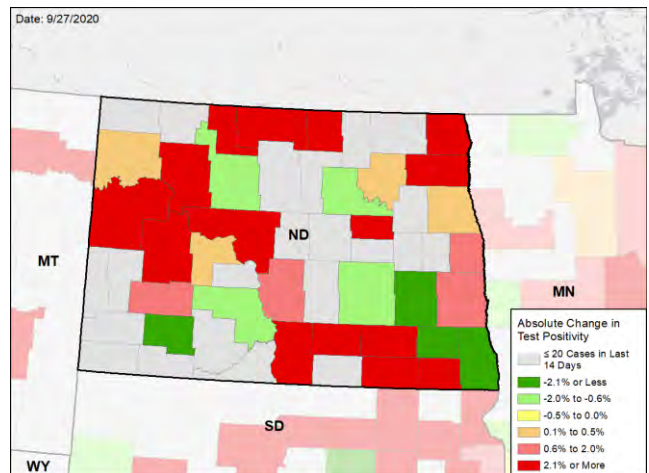 Date: 9/27/2020
ND
MT
MN
SD
WY
Absolute Change in
Test Positivity
≤ 20 Cases in Last
14 Days
-2.1% or Less
-2.0% to -0.6%
-0.5% to 0.0%
0.1% to 0.5%
0.6% to 2.0%
2.1% or More